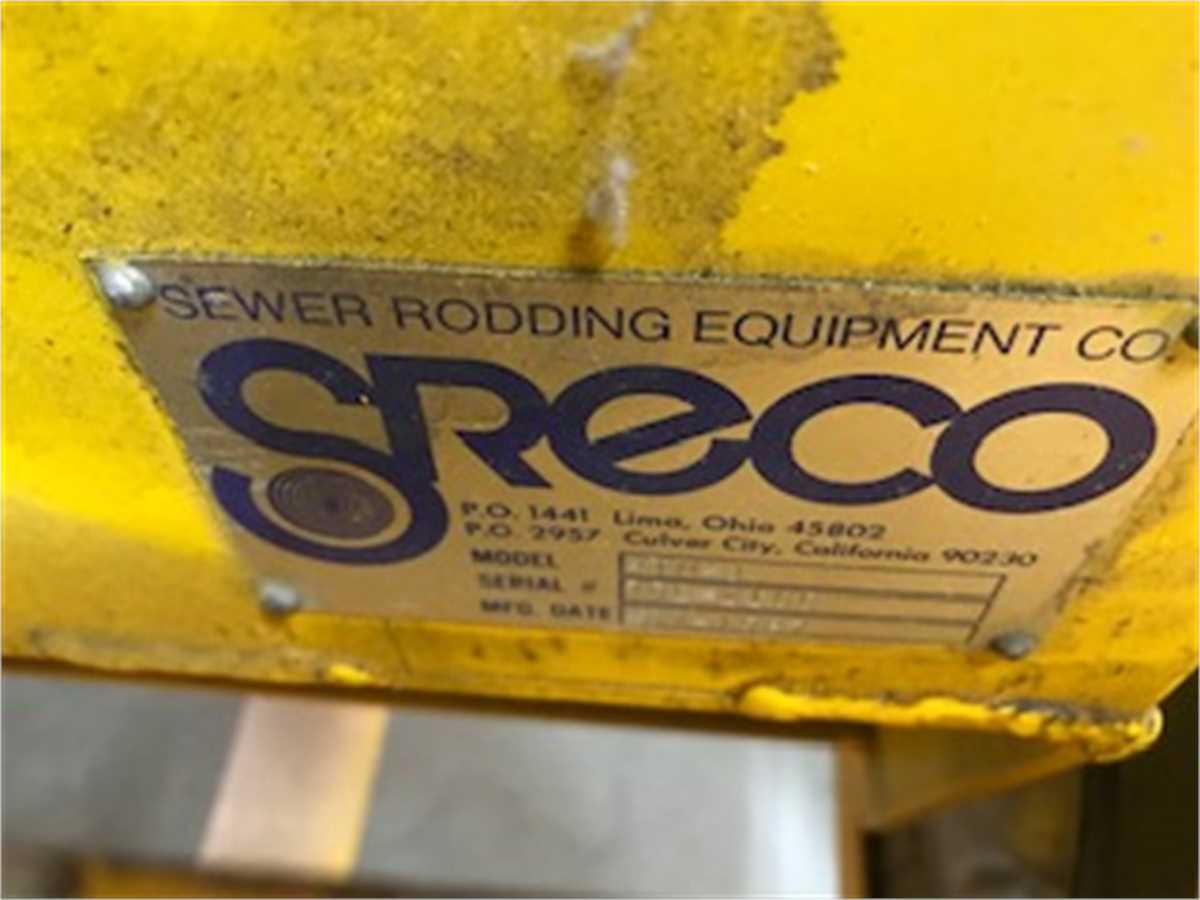 SEWER RODDING EQUIPMENT CO.
SRECO
P.O. 1441 Lima, Ohio 45802
P.O. 2957 Culver City, California 90230
MODEL
SERIAL #
MFG. DATE